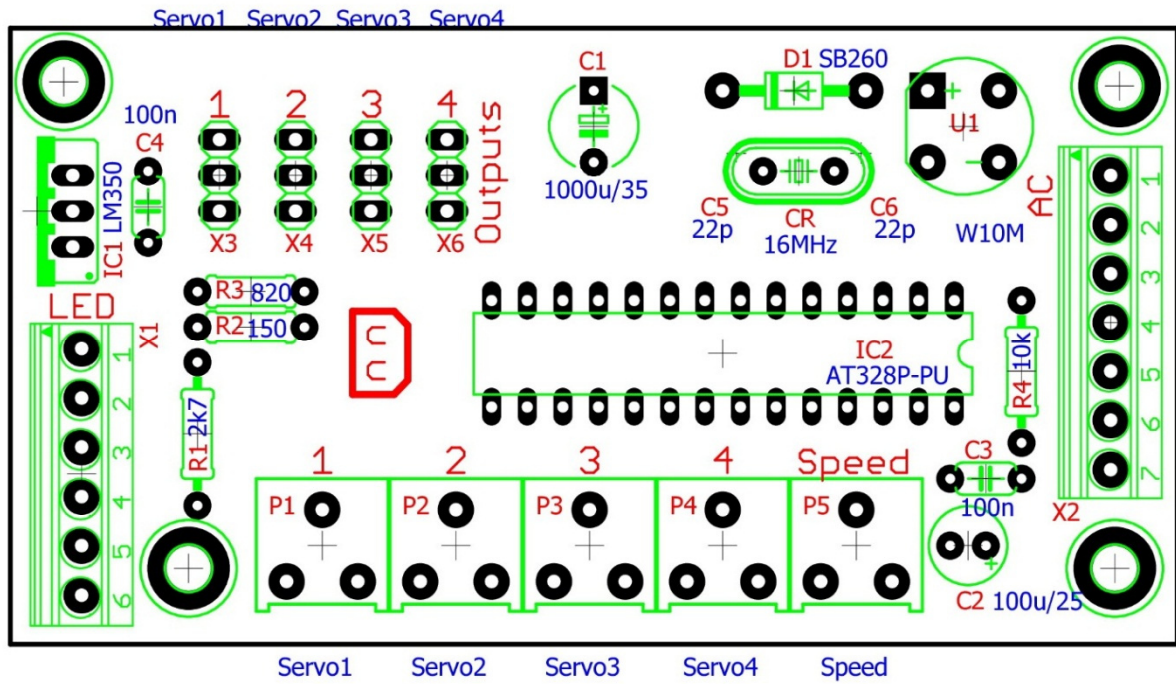 Servo1 Servo2 Servo3 Servo4
C1
D1 SB260
100n
C4
1 2 3 4
+
U1
LM350
IC1
Outputs
1000u/35
AC
1
2
3
4
5
6
7
X3 X4 X5 X6
C5
22p
CR
16MHz
C6
22p
W10M
LED
X1
R3 820
R2 150
IC2
AT328P-PU
R4 10k
1
2
3
4
5
6
R1 2k7
1 2 3 4 Speed
P1 P2 P3 P4 P5
C3
100n
X2
C2 100u/25
Servo1 Servo2 Servo3 Servo4 Speed